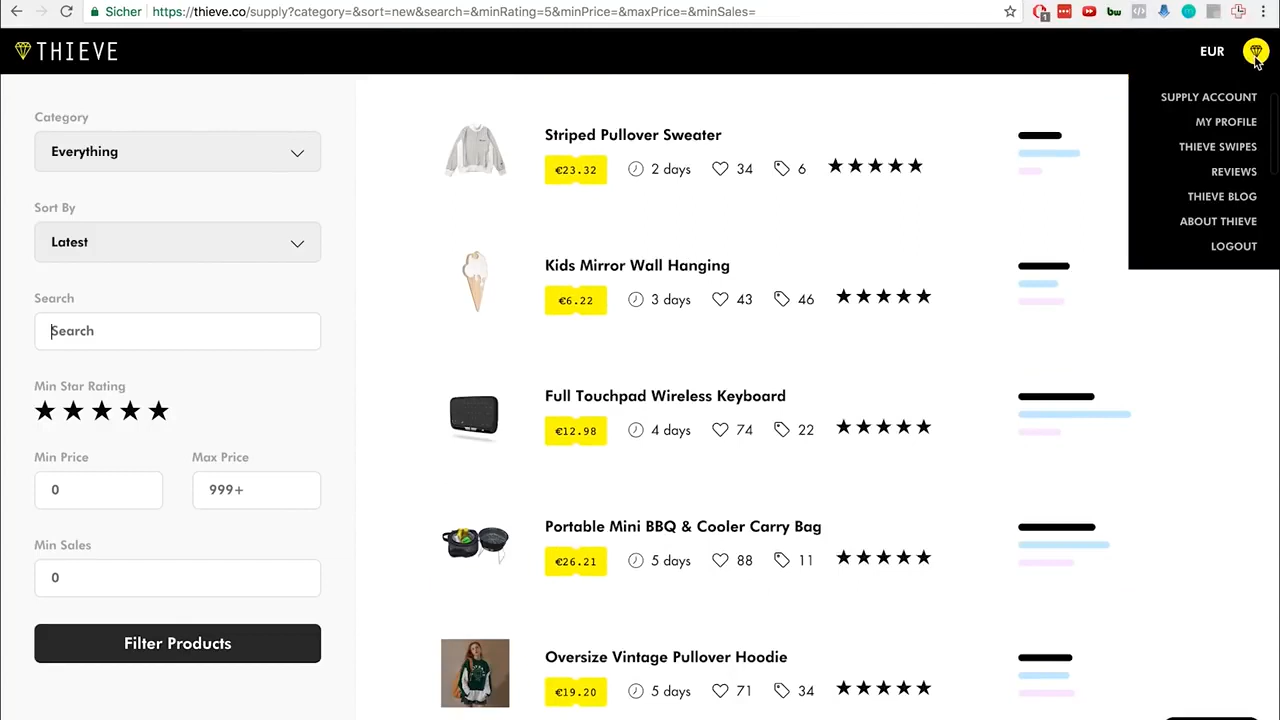 Sicher https://thieve.co/supply?category=&sort=new&search=&minRating=5&minPrice=&maxPrice=&minSales=
1
bw
THIEVE
EUR
SUPPLY ACCOUNT
MY PROFILE
THIEVE SWIPES
REVIEWS
THIEVE BLOG
ABOUT THIEVE
LOGOUT
Category
Everything
Sort By
Latest
Search
Search
Min Star Rating
Min Price
Max Price
0
999+
Min Sales
0
Filter Products
Striped Pullover Sweater
€23.32 2 days 34 6
Kids Mirror Wall Hanging
€6.22 3 days 43 46
Full Touchpad Wireless Keyboard
€12.98 4 days 74 22
Portable Mini BBQ & Cooler Carry Bag
€26.21 5 days 88 11
Oversize Vintage Pullover Hoodie
€19.20 5 days 71 34